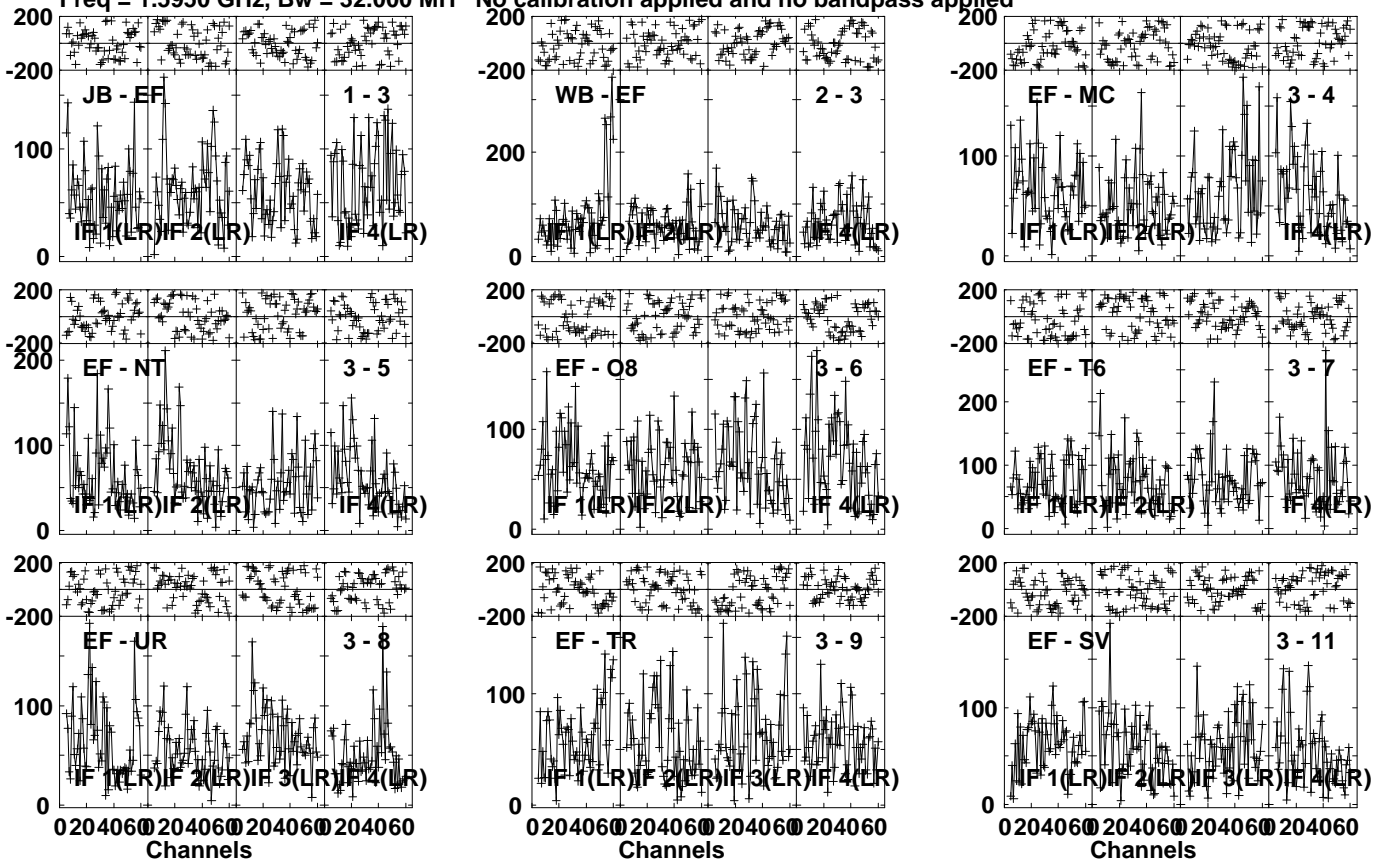 Freq = 1.5950 GHz, Bw = 32.000 MH No calibration applied and no bandpass applied
200
-200
JB - EF 1 - 3
100
0
IF 1(LR) IF 2(LR) IF 4(LR)
200
-200
WB - EF 2 - 3
200
0
IF 1(LR) IF 2(LR) IF 4(LR)
200
-200
EF - MC 3 - 4
100
0
IF 1(LR) IF 2(LR) IF 4(LR)
200
-200
200
EF - NT 3 - 5
100
0
IF 1(LR) IF 2(LR) IF 4(LR)
200
-200
EF - O8 3 - 6
100
0
IF 1(LR) IF 2(LR) IF 4(LR)
200
-200
EF - T6 3 - 7
200
100
0
IF 1(LR) IF 2(LR) IF 4(LR)
200
-200
EF - UR 3 - 8
100
0
IF 1(LR) IF 2(LR) IF 3(LR) IF 4(LR)
0 20 40 60 0 20 40 60 0 20 40 60 0 20 40 60
Channels
200
-200
EF - TR 3 - 9
100
0
IF 1(LR) IF 2(LR) IF 3(LR) IF 4(LR)
0 20 40 60 0 20 40 60 0 20 40 60 0 20 40 60
Channels
200
-200
EF - SV 3 - 11
100
0
IF 1(LR) IF 2(LR) IF 3(LR) IF 4(LR)
0 20 40 60 0 20 40 60 0 20 40 60 0 20 40 60
Channels